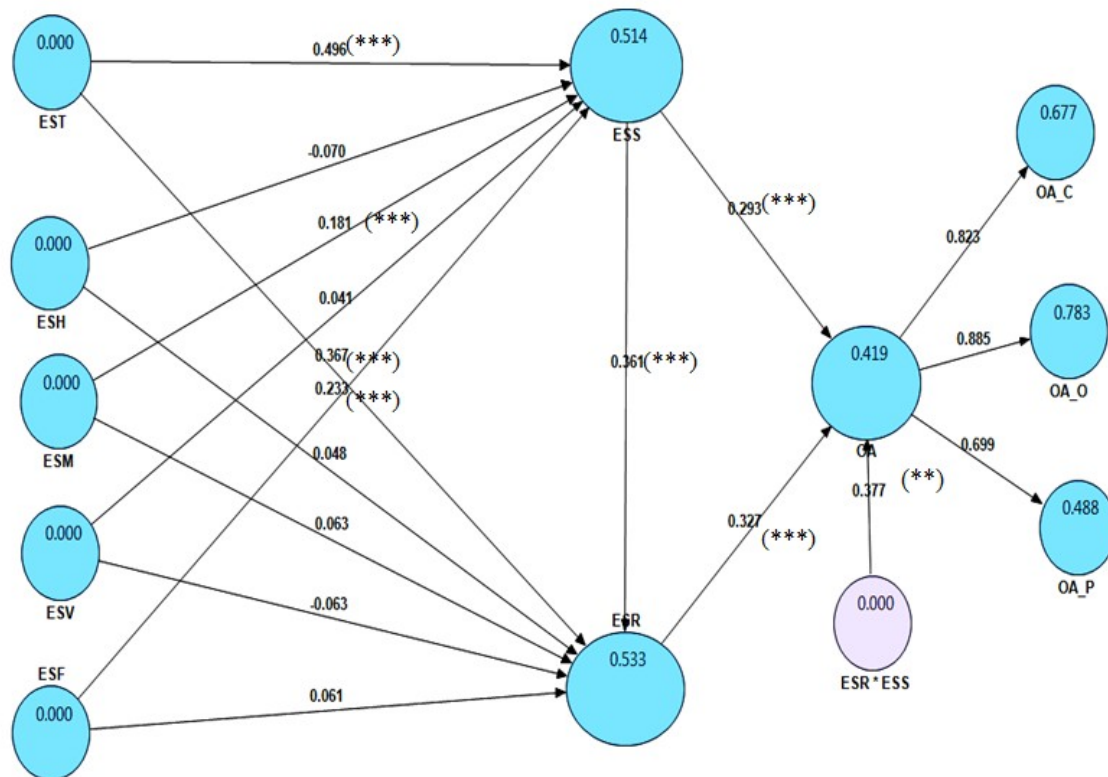 0.000
EST
0.496(***)
0.514
ESS
0.677
OA_C
-0.070
0.000
ESH
0.181 (***)
0.293(***)
0.823
0.783
OA_O
0.041
0.000
ESM
0.367(***)
0.233(***)
0.361(***)
0.419
OA
0.885
0.699
0.048
0.377 (**)
0.488
OA_P
0.000
ESV
0.063
0.327
(***)
-0.063
ESR
0.533
0.000
ESR * ESS
ESF
0.000
0.061